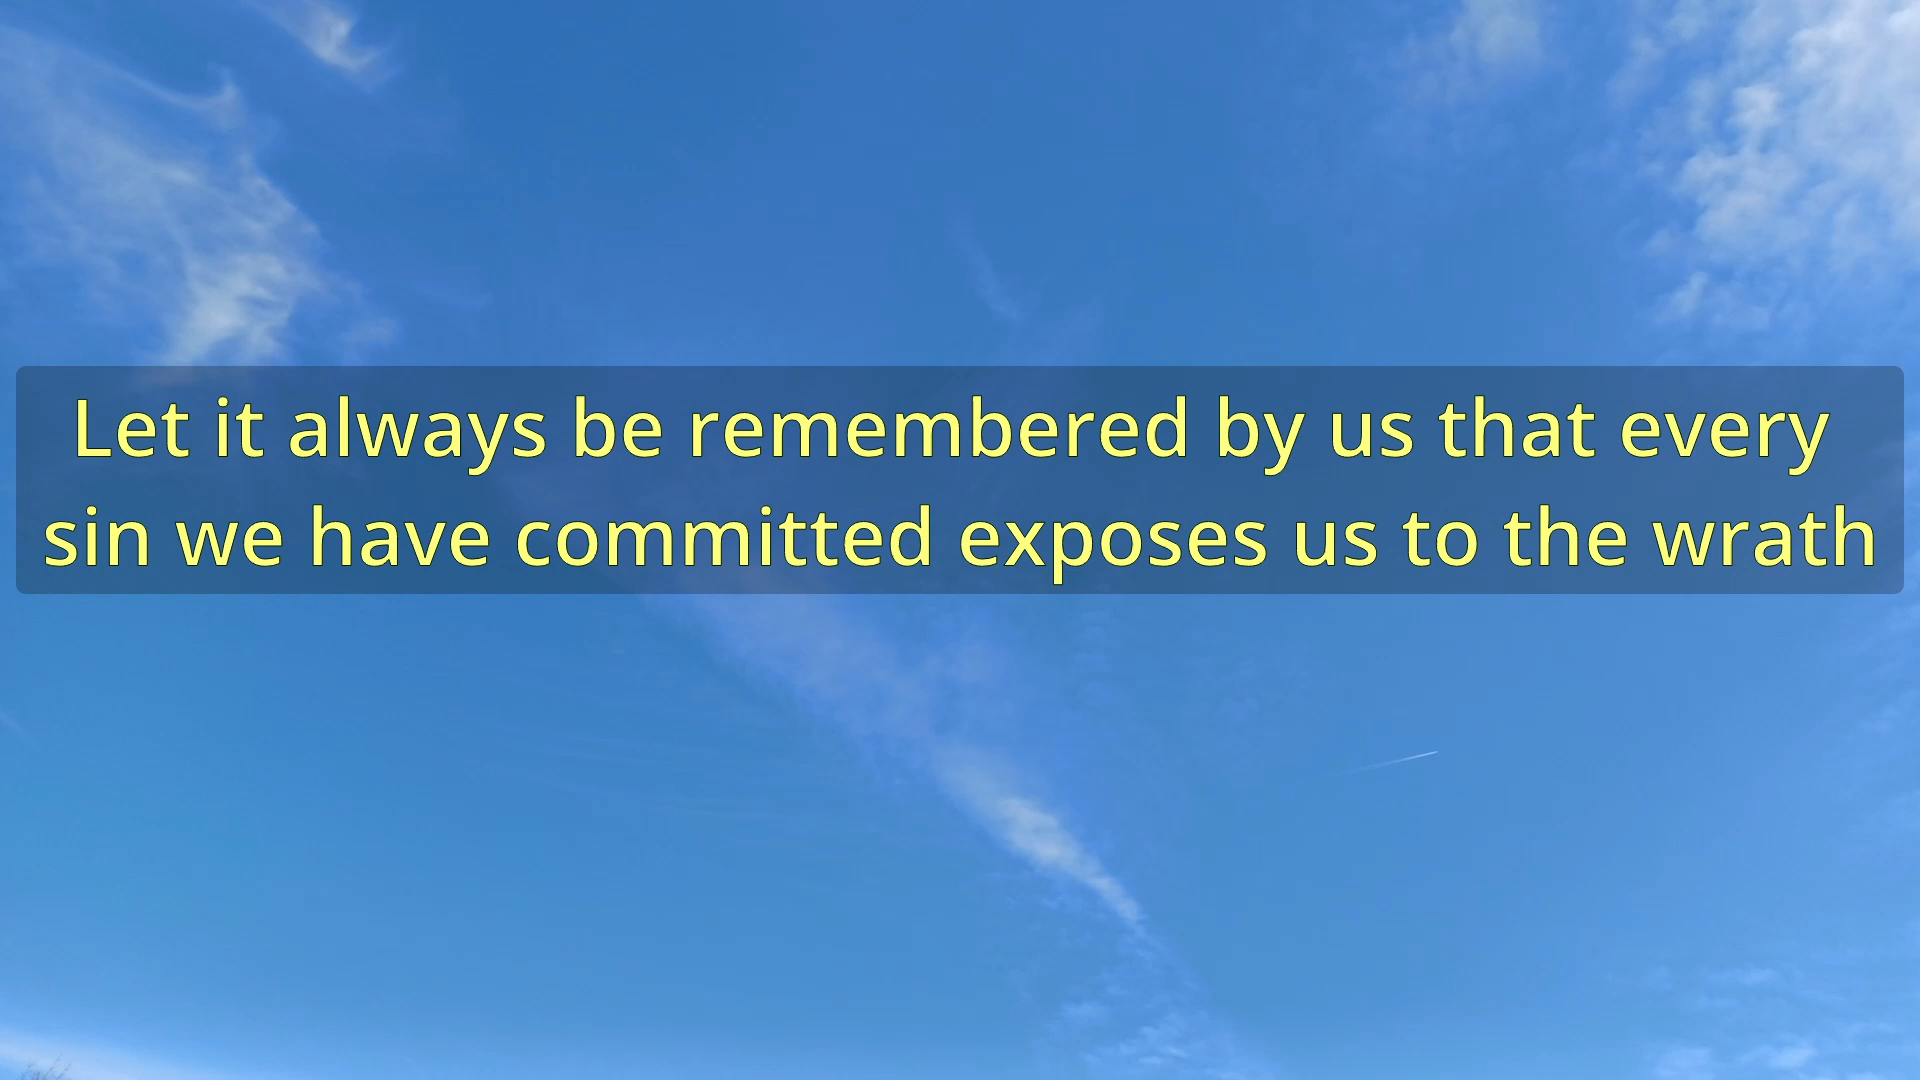 Let it always be remembered by us that every
sin we have committed exposes us to the wrath